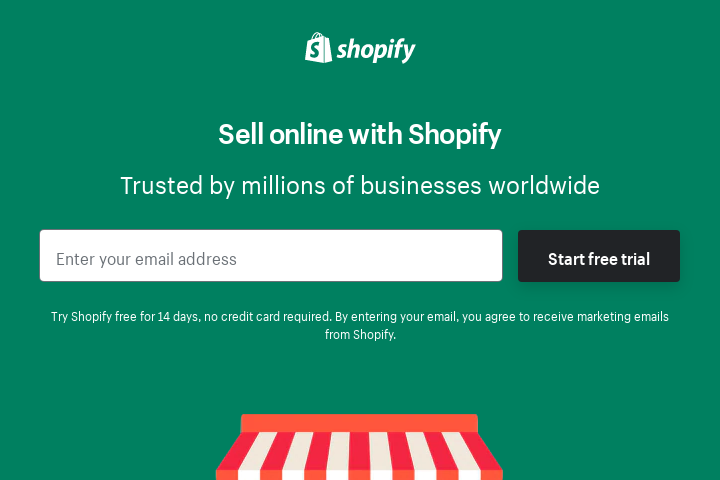 shopify
Sell online with Shopify
Trusted by millions of businesses worldwide
Enter your email address
Start free trial
Try Shopify free for 14 days, no credit card required. By entering your email, you agree to receive marketing emails
from Shopify.